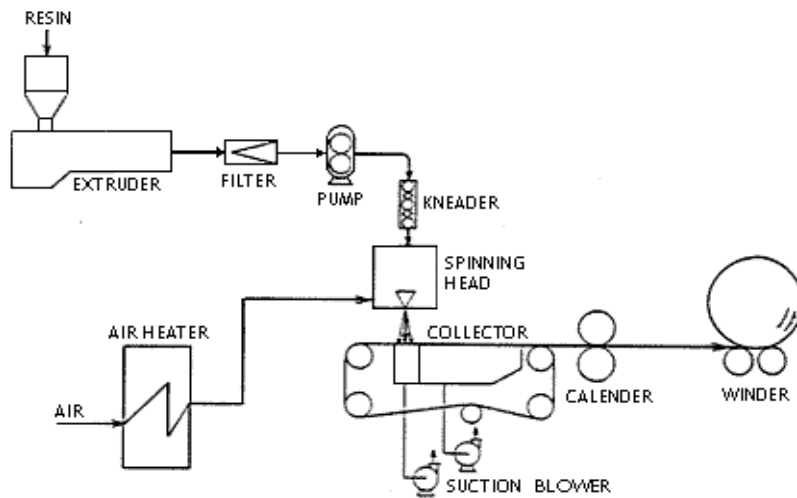 RESIN
EXTRUDER
FILTER
PUMP
KNEADER
SPINNING
HEAD
AIR HEATER
COLLECTOR
CALENDER
WINDER
AIR
SUCTION BLOWER